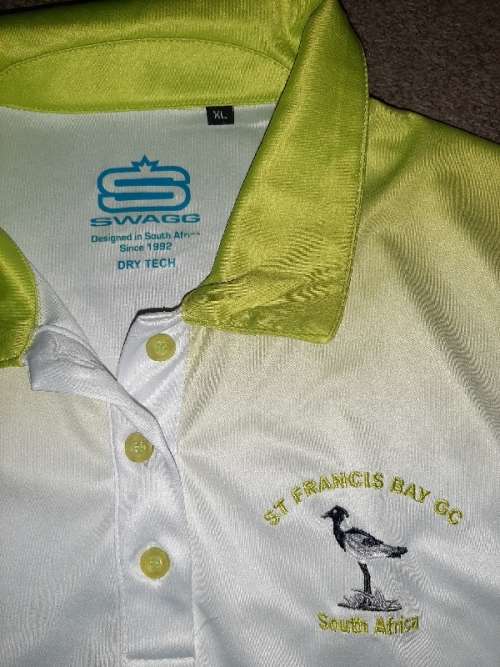 XL
SWAGG
Designed in South Africa
Since 1992
DRY TECH
ST FRANCIS BAY GC
South Africa